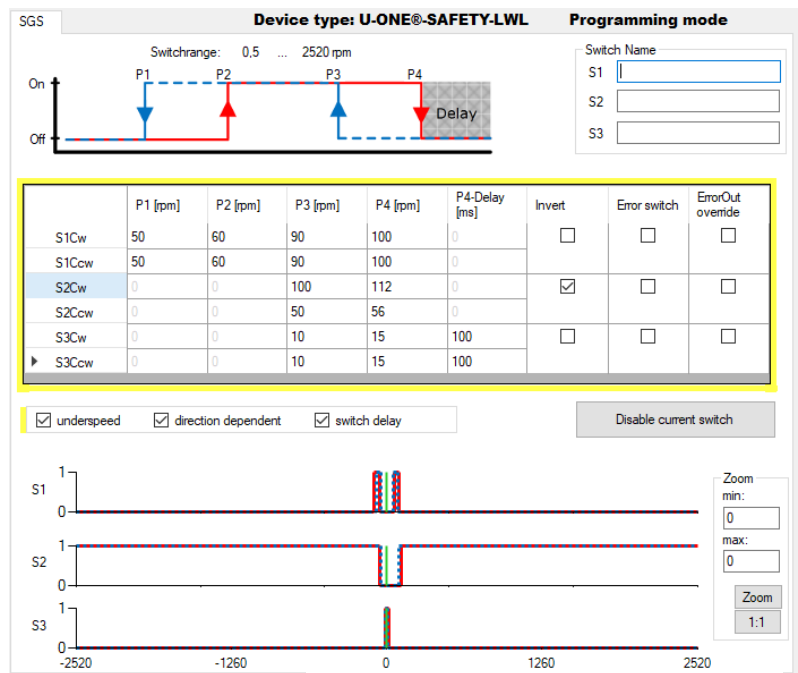 SGS Device type: U-ONE®-SAFETY-LWL Programming mode
Switchrange: 0,5 ... 2520 rpm
On P1 P2 P3 P4
Delay
Off
Switch Name
S1
S2
S3
P1 [rpm] P2 [rpm] P3 [rpm] P4 [rpm] P4-Delay [ms] Invert Error switch ErrorOut override
S1Cw 50 60 90 100 0
S1Ccw 50 60 90 100 0
S2Cw 0 0 100 112 0
S2Ccw 0 0 50 56 0
S3Cw 0 0 10 15 100
S3Ccw 0 0 10 15 100
underspeed direction dependent switch delay Disable current switch
S1 1 0
S2 1 0
S3 1 0
-2520 -1260 0 1260 2520
Zoom
min:
0
max:
0
Zoom
1:1